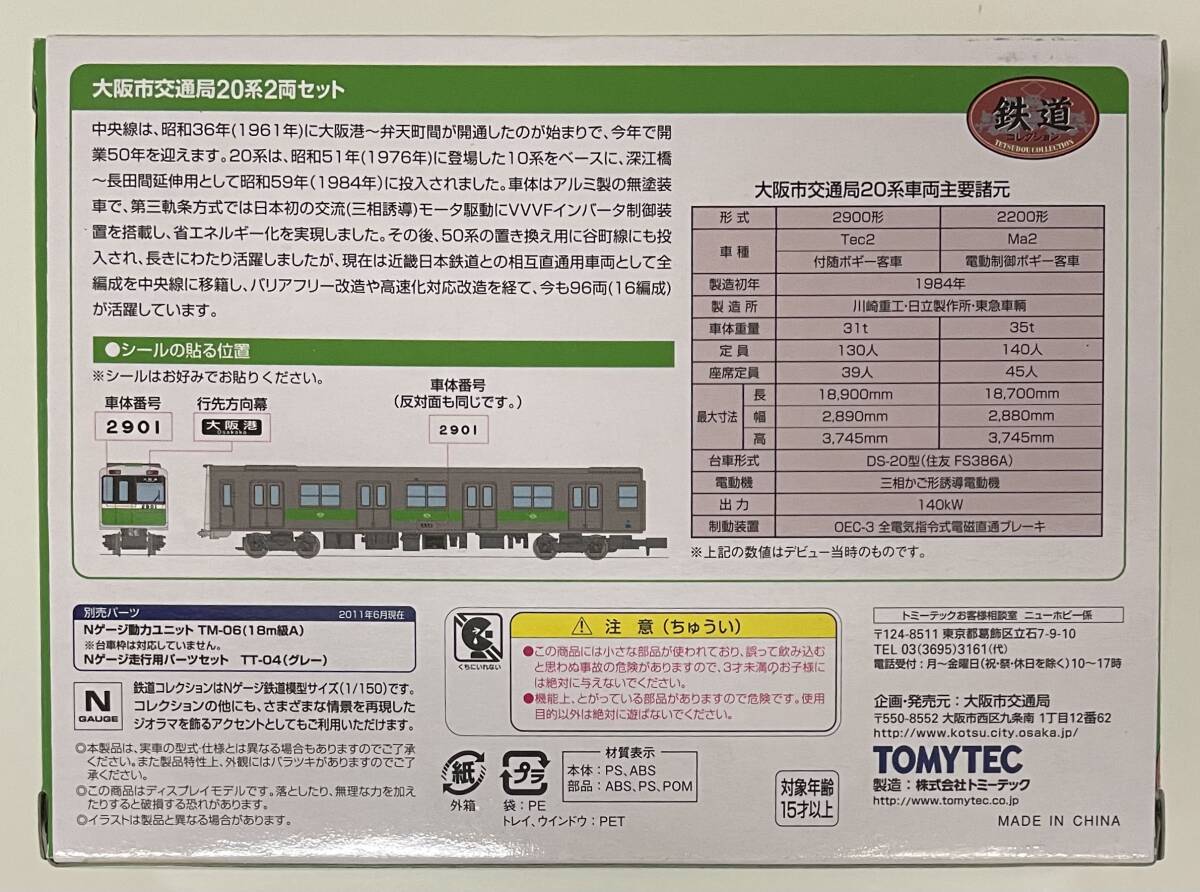 大阪市交通局20系2両セット
鉄道
コレクション
TETSUDOU COLLECTION
中央線は、昭和36年(1961年)に大阪港〜弁天町間が開通したのが始まりで、今年で開
業50年を迎えます。20系は、昭和51年(1976年)に登場した10系をベースに、深江橋
〜長田間延伸用として昭和59年(1984年)に投入されました。車体はアルミ製の無塗装
車で、第三軌条方式では日本初の交流(三相誘導)モータ駆動にVVVFインバータ制御装
置を搭載し、省エネルギー化を実現しました。その後、50系の置き換え用に谷町線にも投
入され、長きにわたり活躍しましたが、現在は近畿日本鉄道との相互直通用車両として全
編成を中央線に移籍し、バリアフリー改造や高速化対応改造を経て、今も96両(16編成)
が活躍しています。
●シールの貼る位置
※シールはお好みでお貼りください。
車体番号
2901
行先方向幕
大阪港
Osakako
車体番号
(反対面も同じです。)
2901
大阪市交通局20系車両主要諸元
形式 2900形 2200形
車種 Tec2 Ma2
付随ボギー客車 電動制御ボギー客車
製造初年 1984年
製造所 川崎重工・日立製作所・東急車輌
車体重量 31t 35t
定員 130人 140人
座席定員 39人 45人
最大寸法 長 18,900mm 18,700mm
幅 2,890mm 2,880mm
高 3,745mm 3,745mm
台車形式 DS-20型(住友 FS386A)
電動機 三相かご形誘導電動機
出力 140kW
制動装置 OEC-3 全電気指令式電磁直通ブレーキ
※上記の数値はデビュー当時のものです。
別売パーツ 2011年6月現在
Nゲージ動力ユニット TM-06(18m級A)
※台車枠は対応していません。
Nゲージ走行用パーツセット TT-04(グレー)
N
GAUGE
鉄道コレクションはNゲージ鉄道模型サイズ(1/150)です。
コレクションの他にも、さまざまな情景を再現した
ジオラマを飾るアクセントとしてもご利用いただけます。
◎本製品は、実車の型式・仕様とは異なる場合もありますのでご了承
ください。また製品特性上、外観にはバラツキがありますのでご了
承ください。
◎この商品はディスプレイモデルです。落としたり、無理な力を加え
たりすると破損する恐れがあります。
◎イラストは製品と異なる場合があります。
くちにいれない
注意(ちゅうい)
●この商品には小さな部品が使われており、誤って飲み込む
と思わぬ事故の危険がありますので、3才未満のお子様に
は絶対に与えないでください。
●機能上、とがっている部品がありますので危険です。使用
目的以外は絶対に遊ばないでください。
紙
外箱
プラ
袋:PE
トレイ、ウインドウ:PET
材質表示
本体:PS、ABS
部品:ABS、PS、POM
対象年齢
15才以上
トミーテックお客様相談室 ニューホビー係
〒124-8511 東京都葛飾区立石7-9-10
TEL 03(3695)3161(代)
電話受付:月〜金曜日(祝・祭・休日を除く)10〜17時
企画・発売元:大阪市交通局
〒550-8552 大阪市西区九条南 1丁目12番62
http://www.kotsu.city.osaka.jp/
TOMYTEC
製造:株式会社トミーテック
http://www.tomytec.co.jp
MADE IN CHINA